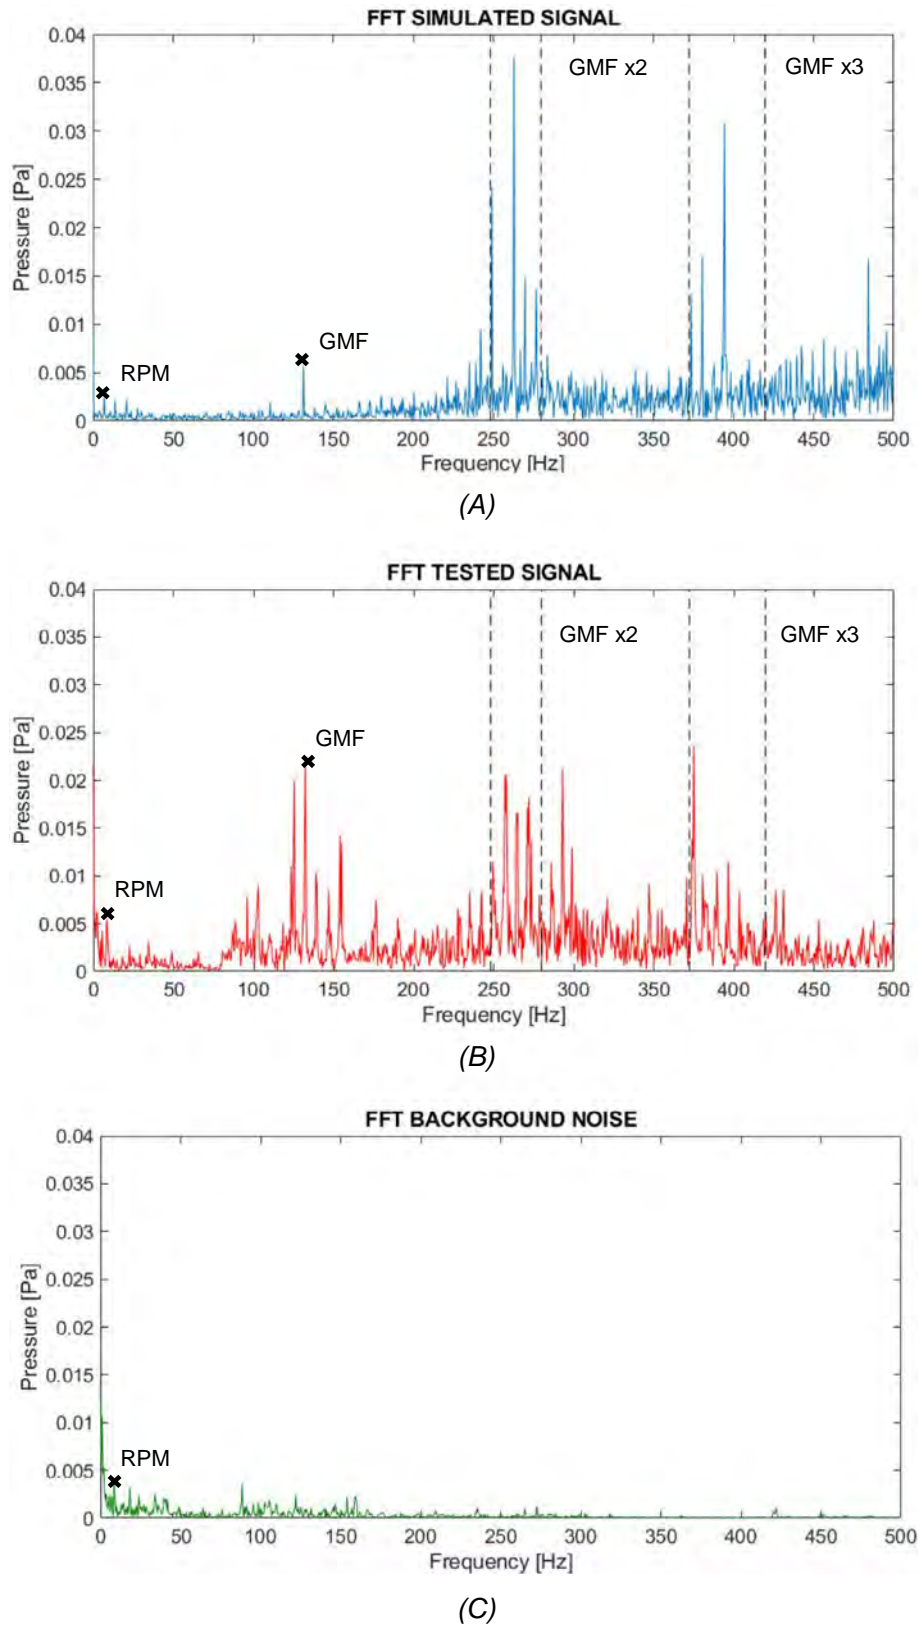 FFT SIMULATED SIGNAL
0.04
0.035
0.03
0.025
0.02
0.015
0.01
0.005
0
Pressure [Pa]
GMF x2
GMF x3
GMF
RPM
0 50 100 150 200 250 300 350 400 450 500
Frequency [Hz]
(A)
FFT TESTED SIGNAL
0.04
0.035
0.03
0.025
0.02
0.015
0.01
0.005
0
Pressure [Pa]
GMF x2
GMF x3
GMF
RPM
0 50 100 150 200 250 300 350 400 450 500
Frequency [Hz]
(B)
FFT BACKGROUND NOISE
0.04
0.035
0.03
0.025
0.02
0.015
0.01
0.005
0
Pressure [Pa]
RPM
0 50 100 150 200 250 300 350 400 450 500
Frequency [Hz]
(C)